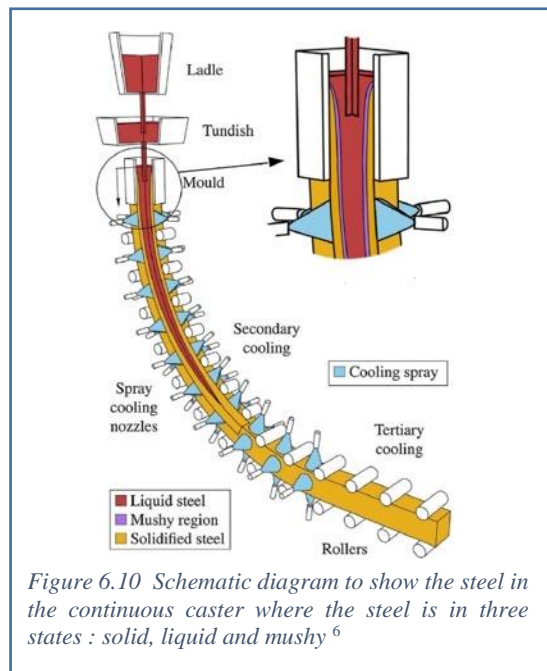 Ladle
Tundish
Mould
Secondary
cooling
Cooling spray
Spray
cooling
nozzles
Tertiary
cooling
Liquid steel
Mushy region
Solidified steel
Rollers
Figure 6.10 Schematic diagram to show the steel in
the continuous caster where the steel is in three
states : solid, liquid and mushy 6